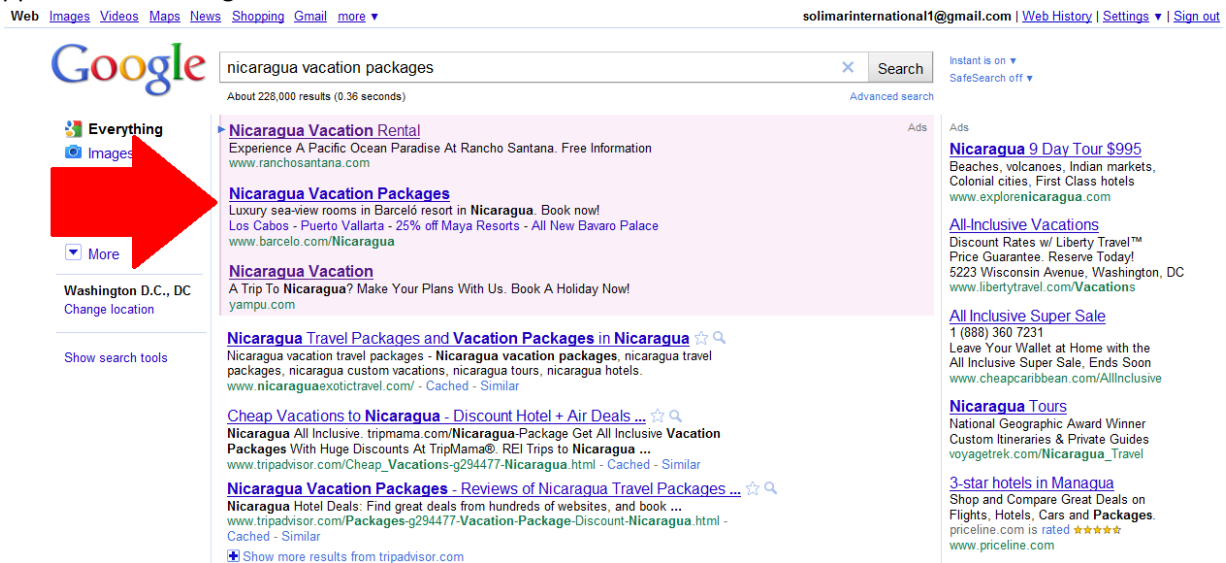 Web Images Videos Maps News Shopping Gmail more ▼
solimarinternational1@gmail.com | Web History | Settings ▼ | Sign out
Google
nicaragua vacation packages
× Search
Instant is on ▼
SafeSearch off ▼
About 228,000 results (0.36 seconds)
Advanced search
Everything
Images
More
Washington D.C., DC
Change location
Show search tools
Ads
Nicaragua Vacation Rental
Experience A Pacific Ocean Paradise At Rancho Santana. Free Information
www.ranchosantana.com
Nicaragua Vacation Packages
Luxury sea-view rooms in Barceló resort in Nicaragua. Book now!
Los Cabos - Puerto Vallarta - 25% off Maya Resorts - All New Bavaro Palace
www.barcelo.com/Nicaragua
Nicaragua Vacation
A Trip To Nicaragua? Make Your Plans With Us. Book A Holiday Now!
yampu.com
Nicaragua Travel Packages and Vacation Packages in Nicaragua
Nicaragua vacation travel packages - Nicaragua vacation packages, nicaragua travel
packages, nicaragua custom vacations, nicaragua tours, nicaragua hotels.
www.nicaraguaexotictravel.com/ - Cached - Similar
Cheap Vacations to Nicaragua - Discount Hotel + Air Deals ...
Nicaragua All Inclusive. tripmama.com/Nicaragua-Package Get All Inclusive Vacation
Packages With Huge Discounts At TripMama®. REI Trips to Nicaragua ...
www.tripadvisor.com/Cheap_Vacations-g294477-Nicaragua.html - Cached - Similar
Nicaragua Vacation Packages - Reviews of Nicaragua Travel Packages ...
Nicaragua Hotel Deals: Find great deals from hundreds of websites, and book ...
www.tripadvisor.com/Packages-g294477-Vacation-Package-Discount-Nicaragua.html -
Cached - Similar
Show more results from tripadvisor.com
Ads
Nicaragua 9 Day Tour $995
Beaches, volcanoes, Indian markets,
Colonial cities, First Class hotels
www.explorenicaragua.com
All-Inclusive Vacations
Discount Rates w/ Liberty Travel™
Price Guarantee. Reserve Today!
5223 Wisconsin Avenue, Washington, DC
www.libertytravel.com/Vacations
All Inclusive Super Sale
1 (888) 360 7231
Leave Your Wallet at Home with the
All Inclusive Super Sale, Ends Soon
www.cheapcaribbean.com/AllInclusive
Nicaragua Tours
National Geographic Award Winner
Custom Itineraries & Private Guides
voyagetrek.com/Nicaragua_Travel
3-star hotels in Managua
Shop and Compare Great Deals on
Flights, Hotels, Cars and Packages.
priceline.com is rated ★★★★★
www.priceline.com